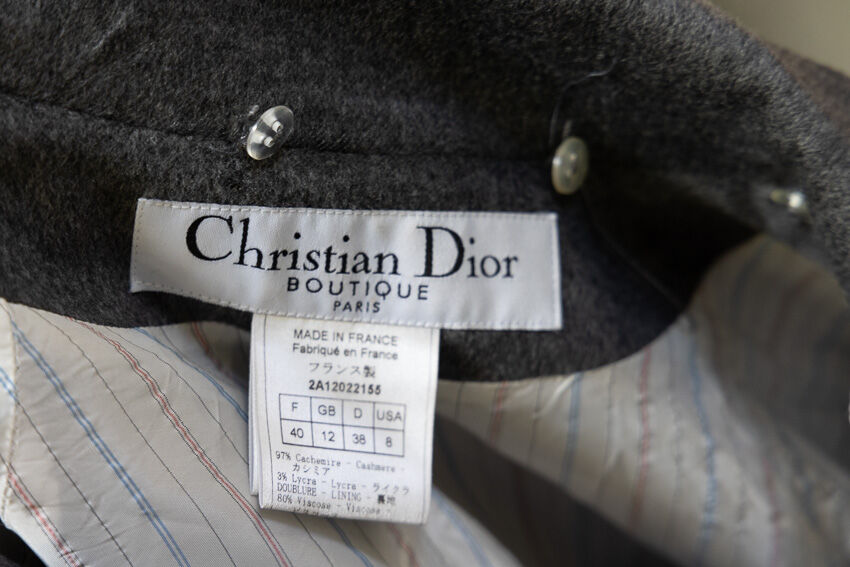 Christian Dior
BOUTIQUE
PARIS
MADE IN FRANCE
Fabriqué en France
フランス製
2A12022155
F GB D USA
40 12 38 8
97% Cachemire - Cashmere -
カシミア
3% Lycra - Lycra - ライクラ
DOUBLURE - LINING - 裏地
80% Viscose - Viscose -